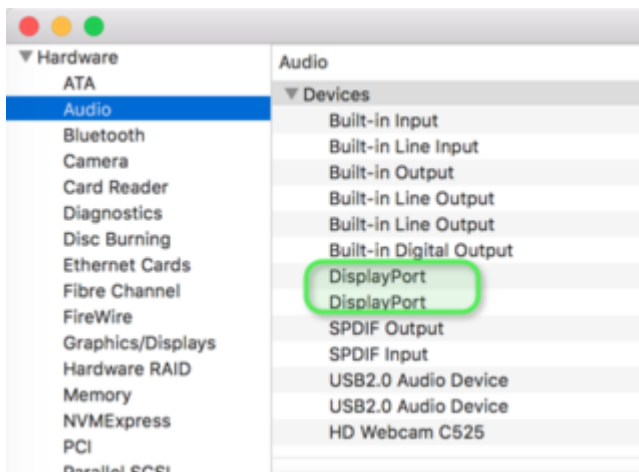 Hardware
ATA
Audio
Bluetooth
Camera
Card Reader
Diagnostics
Disc Burning
Ethernet Cards
Fibre Channel
FireWire
Graphics/Displays
Hardware RAID
Memory
NVMExpress
PCI
Parallel SCSI
Audio
Devices
Built-in Input
Built-in Line Input
Built-in Output
Built-in Line Output
Built-in Line Output
Built-in Digital Output
DisplayPort
DisplayPort
SPDIF Output
SPDIF Input
USB2.0 Audio Device
USB2.0 Audio Device
HD Webcam C525